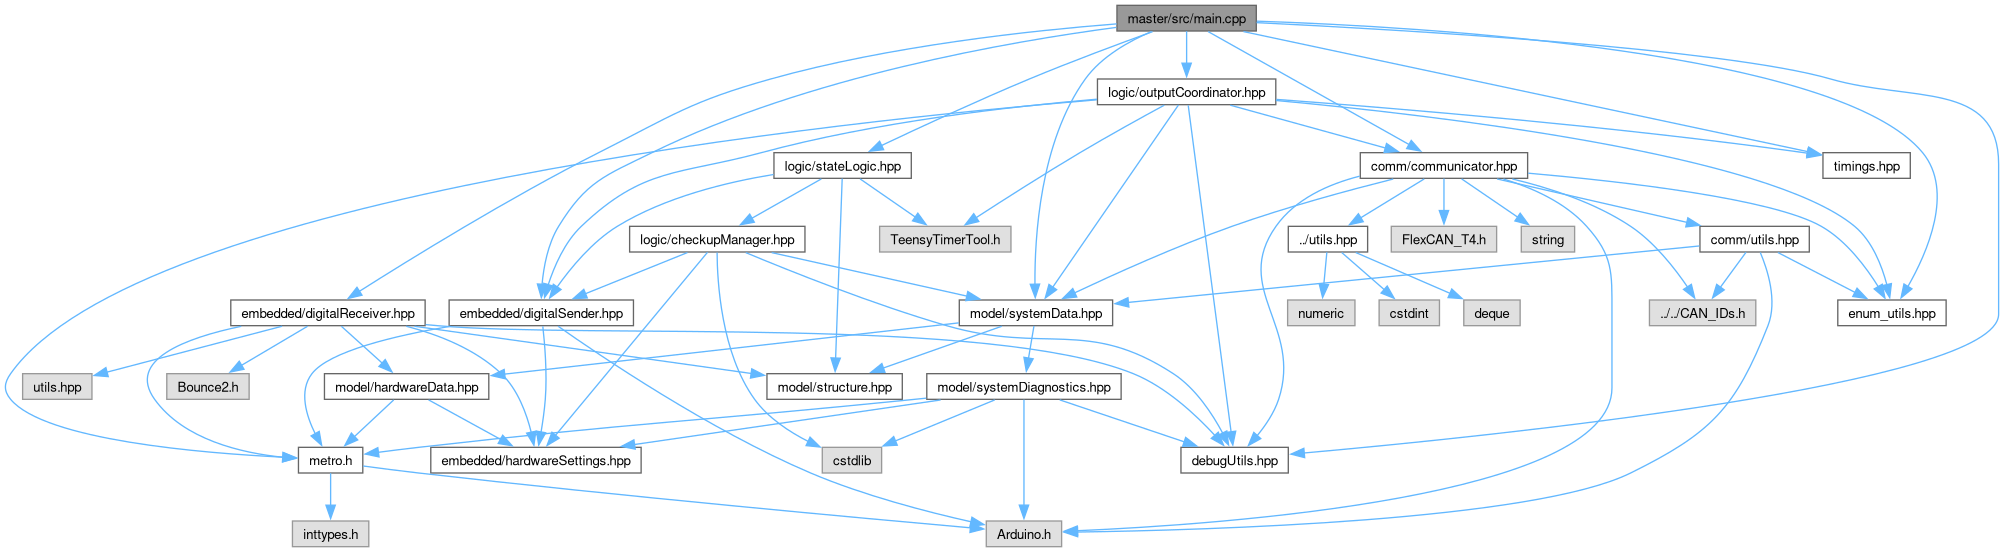 master/src/main.cpp
logic/outputCoordinator.hpp
logic/stateLogic.hpp
comm/communicator.hpp
timings.hpp
logic/checkupManager.hpp
TeensyTimerTool.h
../utils.hpp
FlexCAN_T4.h
string
comm/utils.hpp
embedded/digitalReceiver.hpp
embedded/digitalSender.hpp
model/systemData.hpp
numeric
cstdint
deque
../../CAN_IDs.h
enum_utils.hpp
utils.hpp
Bounce2.h
model/hardwareData.hpp
model/structure.hpp
model/systemDiagnostics.hpp
metro.h
embedded/hardwareSettings.hpp
cstdlib
debugUtils.hpp
inttypes.h
Arduino.h